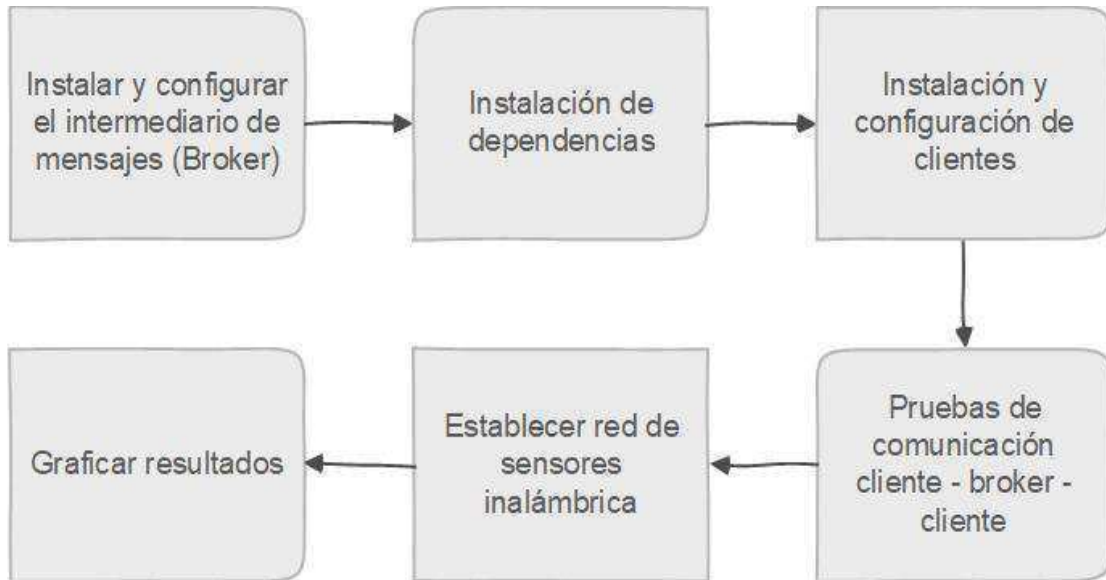 Instalar y configurar
el intermediario de
mensajes (Broker)
Instalación de
dependencias
Instalación y
configuración de
clientes
Pruebas de
comunicación
cliente - broker -
cliente
Establecer red de
sensores
inalámbrica
Graficar resultados